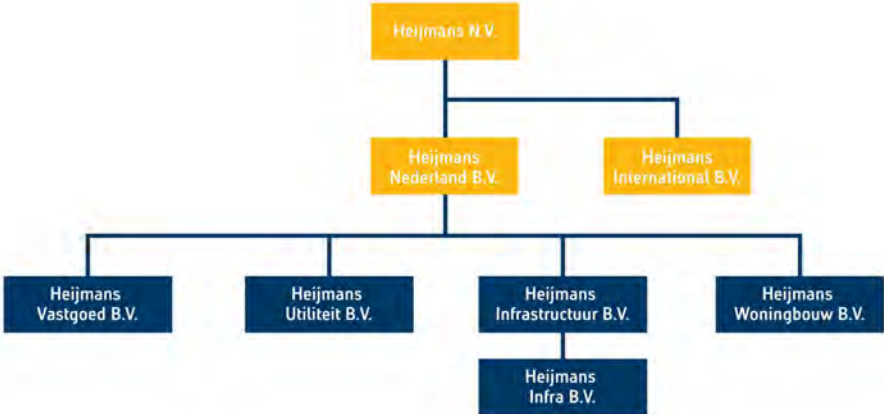 Heijmans N.V.
Heijmans
Nederland B.V.
Heijmans
International B.V.
Heijmans
Vastgoed B.V.
Heijmans
Utiliteit B.V.
Heijmans
Infrastructuur B.V.
Heijmans
Woningbouw B.V.
Heijmans
Infra B.V.